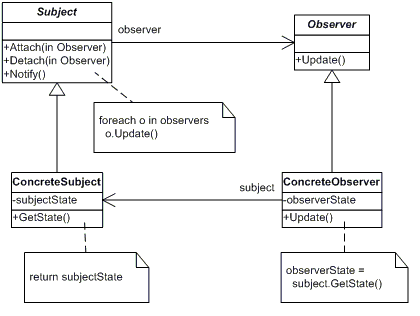 Subject
+Attach(in Observer)
+Detach(in Observer)
+Notify()
observer
Observer
+Update()
foreach o in observers
o.Update()
ConcreteSubject
-subjectState
+GetState()
subject
ConcreteObserver
-observerState
+Update()
return subjectState
observerState =
subject.GetState()